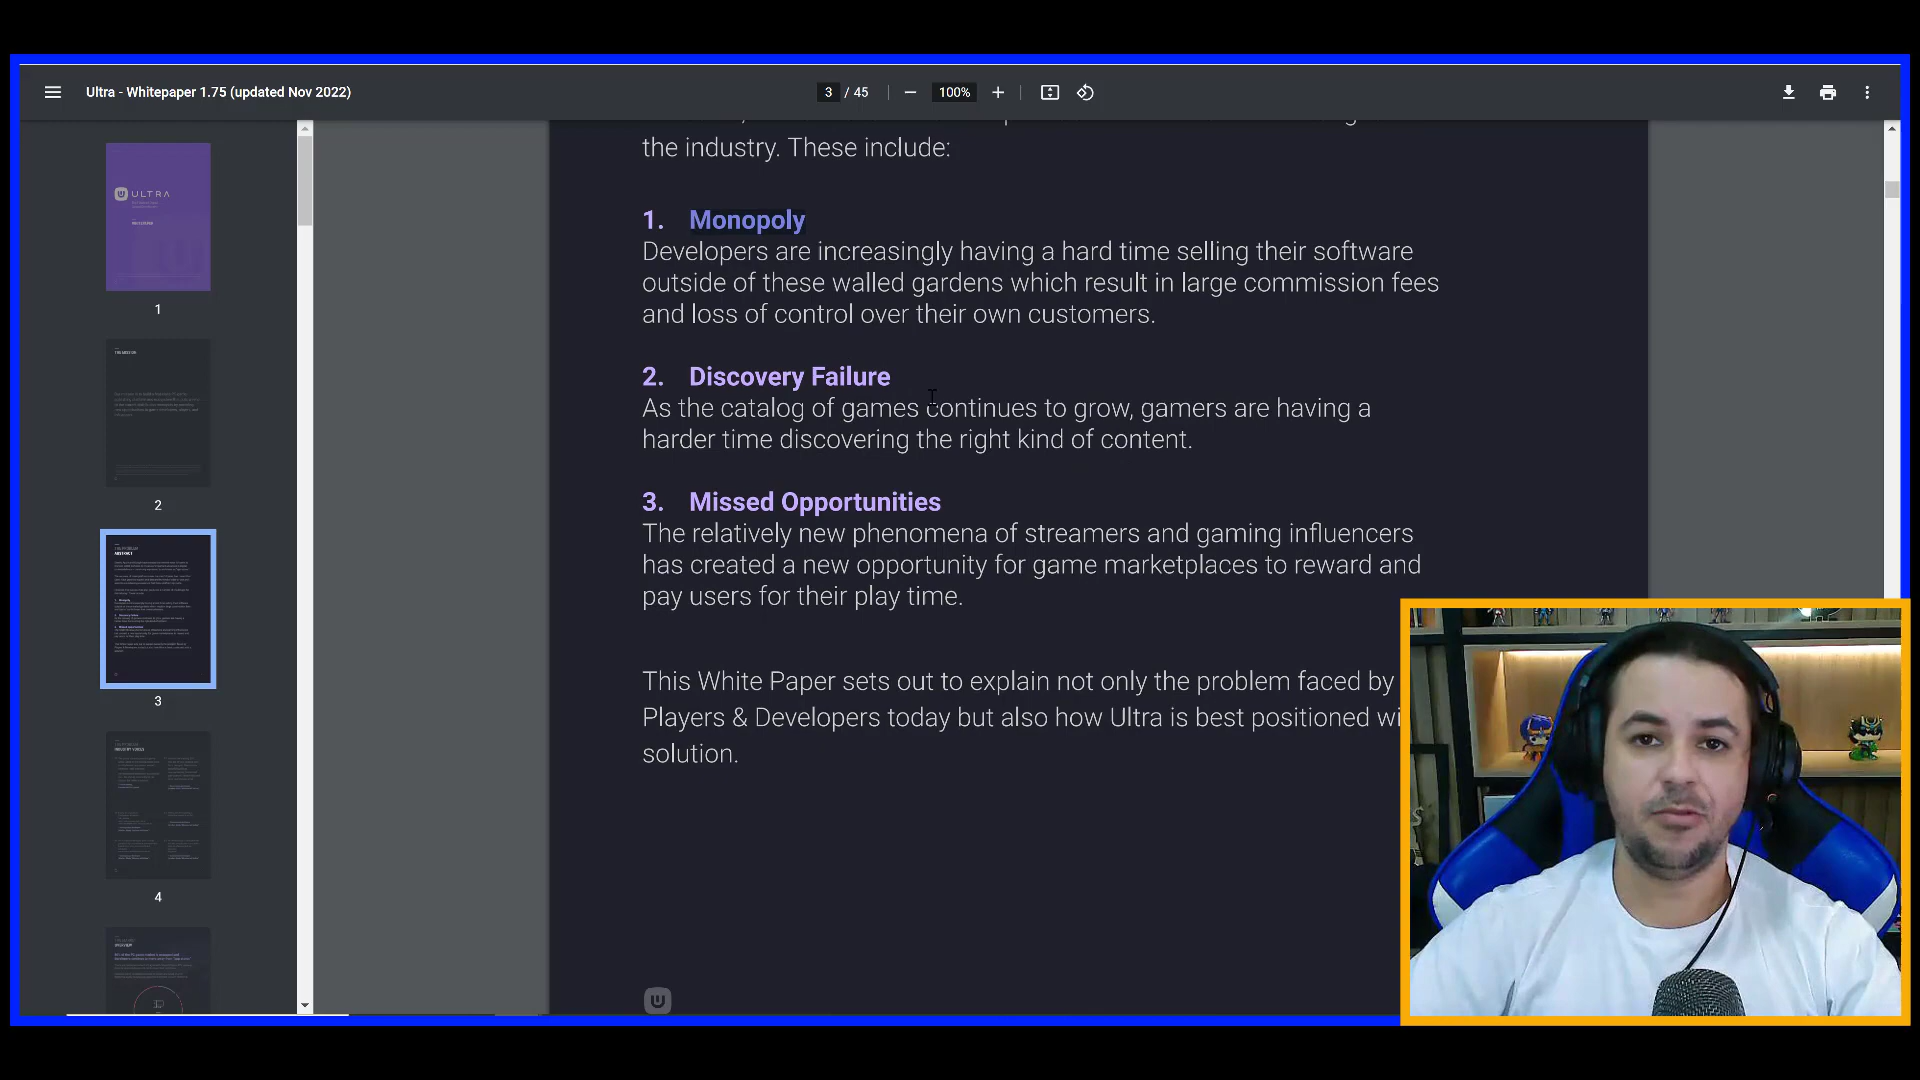 Ultra - Whitepaper 1.75 (updated Nov 2022)
3 / 45
100%
the industry. These include:
1. Monopoly
Developers are increasingly having a hard time selling their software
outside of these walled gardens which result in large commission fees
and loss of control over their own customers.
2. Discovery Failure
As the catalog of games continues to grow, gamers are having a
harder time discovering the right kind of content.
3. Missed Opportunities
The relatively new phenomena of streamers and gaming influencers
has created a new opportunity for game marketplaces to reward and
pay users for their play time.
This White Paper sets out to explain not only the problem faced by
Players & Developers today but also how Ultra is best positioned wi
solution.
ULTRA
1
2
ABSTRACT
3
4
OVERVIEW